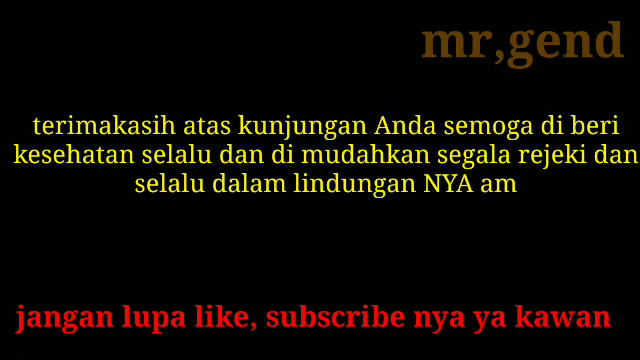 mr,gend
terimakasih atas kunjungan Anda semoga di beri
kesehatan selalu dan di mudahkan segala rejeki dan
selalu dalam lindungan NYA am
jangan lupa like, subscribe nya ya kawan